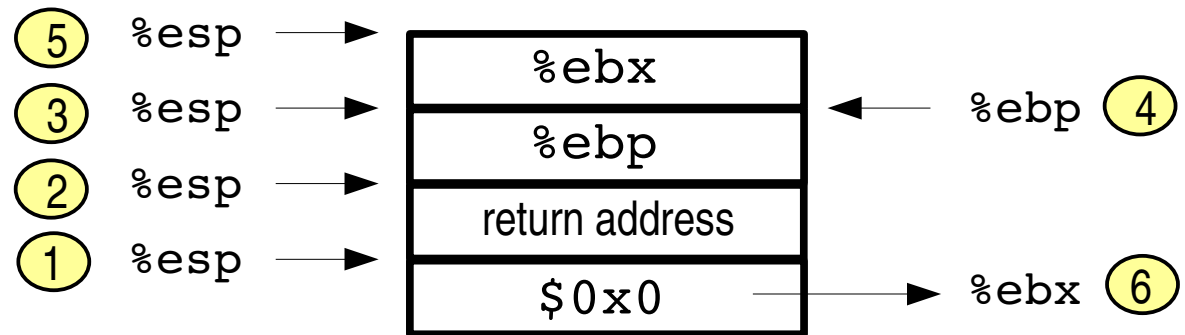 5 %esp
%ebx
3 %esp
%ebp 4
%ebp
2 %esp
return address
1 %esp
$0x0
%ebx 6